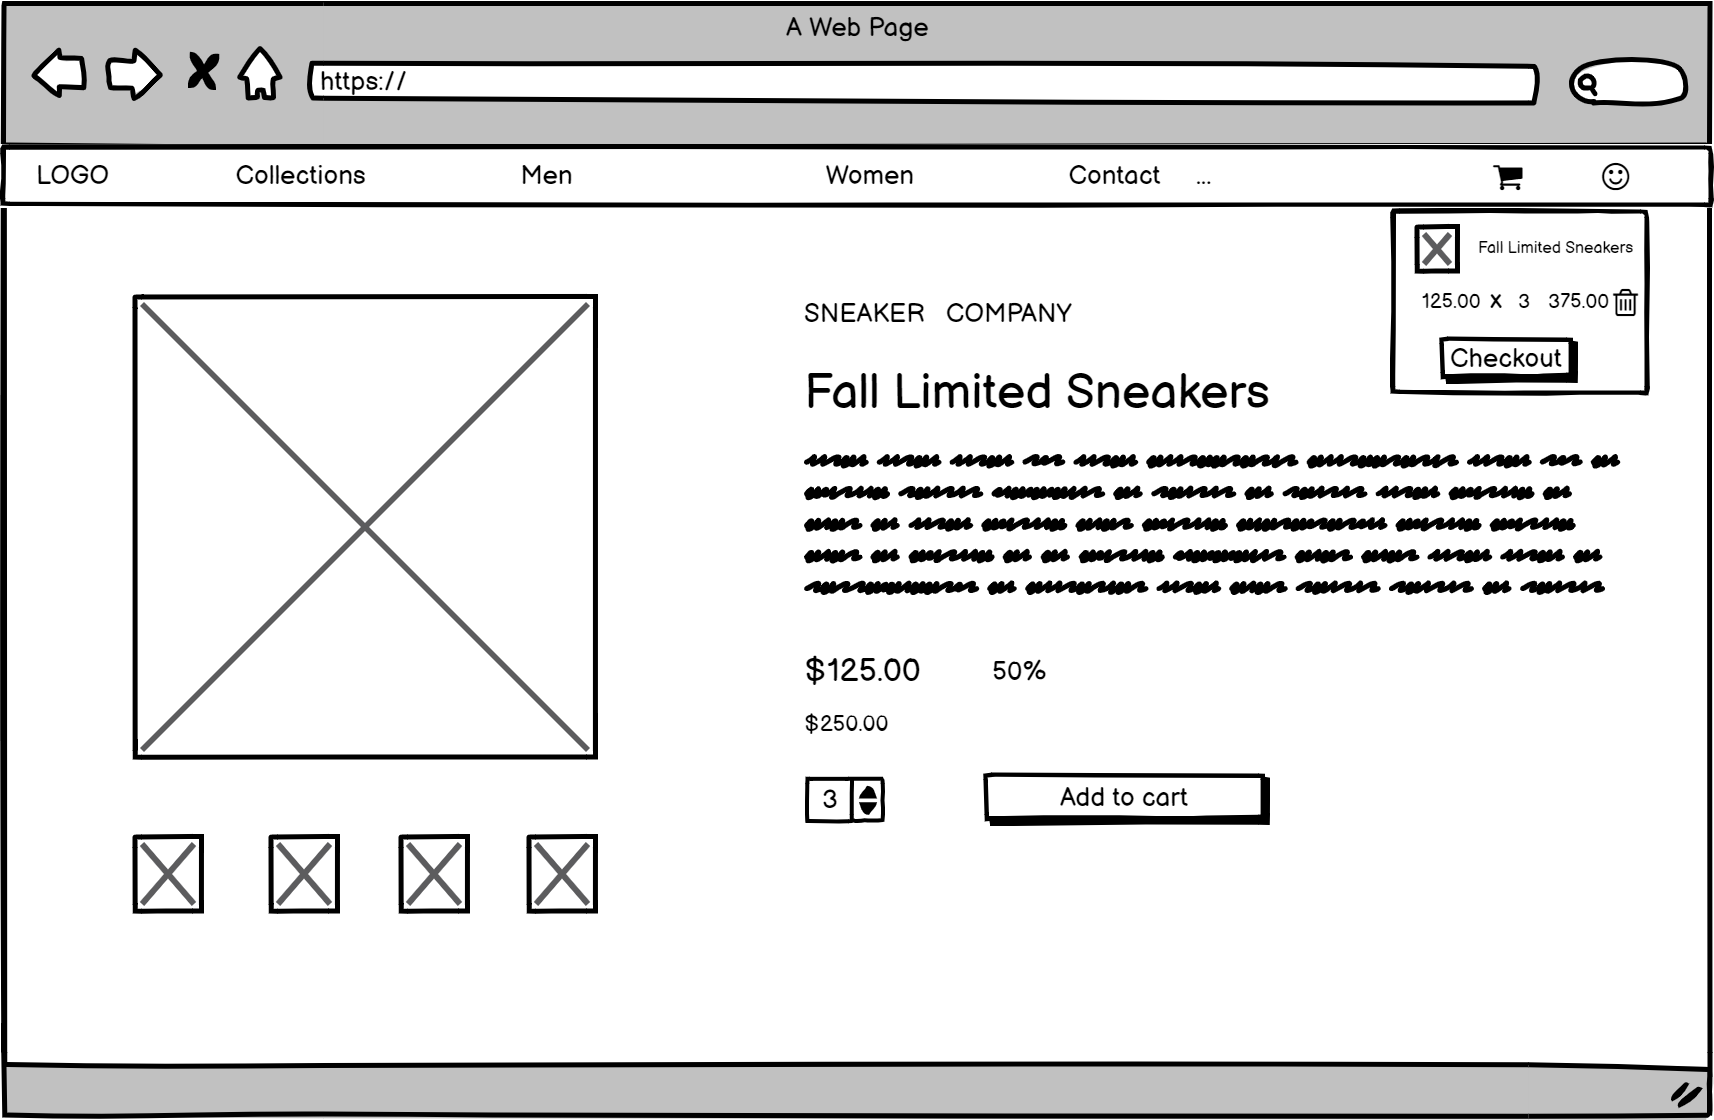 A Web Page
https://
LOGO Collections Men Women Contact ...
Fall Limited Sneakers
125.00 X 3 375.00
Checkout
SNEAKER COMPANY
Fall Limited Sneakers
$125.00 50%
$250.00
3 Add to cart